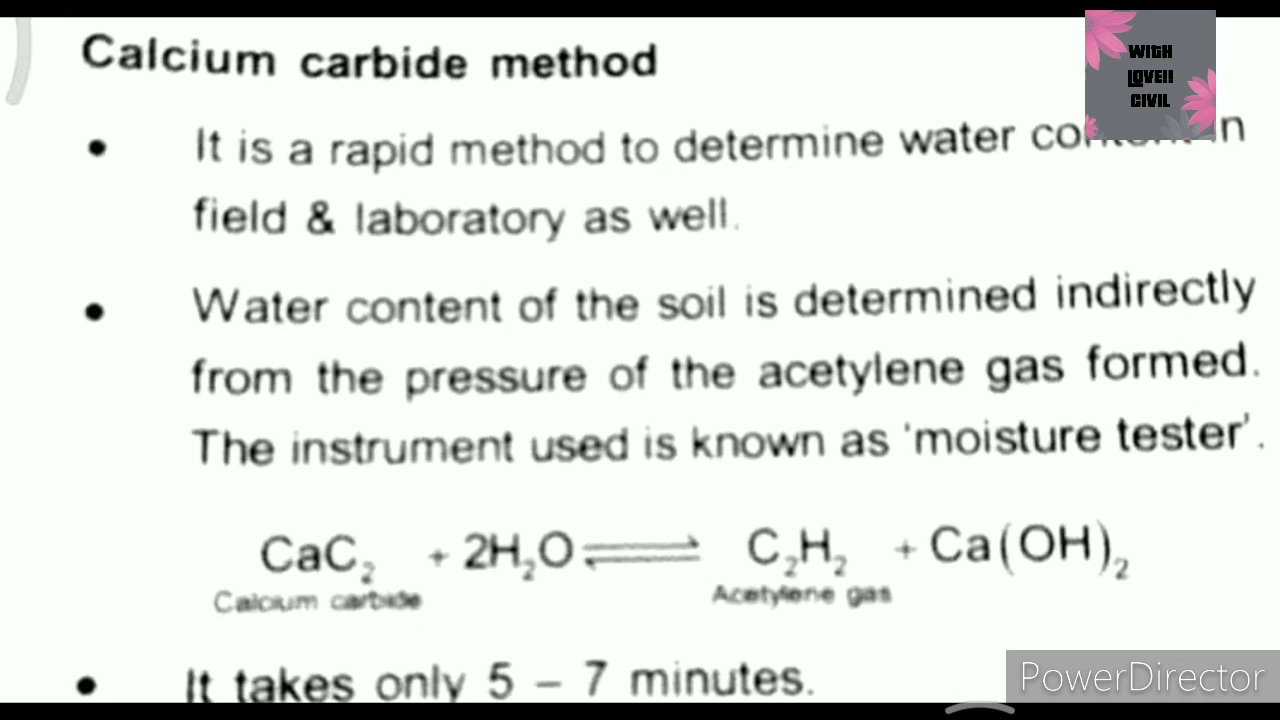 Calcium carbide method
WITH
LOVEII
CIVIL
• It is a rapid method to determine water in
field & laboratory as well.
• Water content of the soil is determined indirectly
from the pressure of the acetylene gas formed.
The instrument used is known as 'moisture tester'.
CaC₂ + 2H₂O ⇌ C₂H₂ + Ca(OH)₂
Calcium carbide Acetylene gas
• It takes only 5 – 7 minutes.
PowerDirector